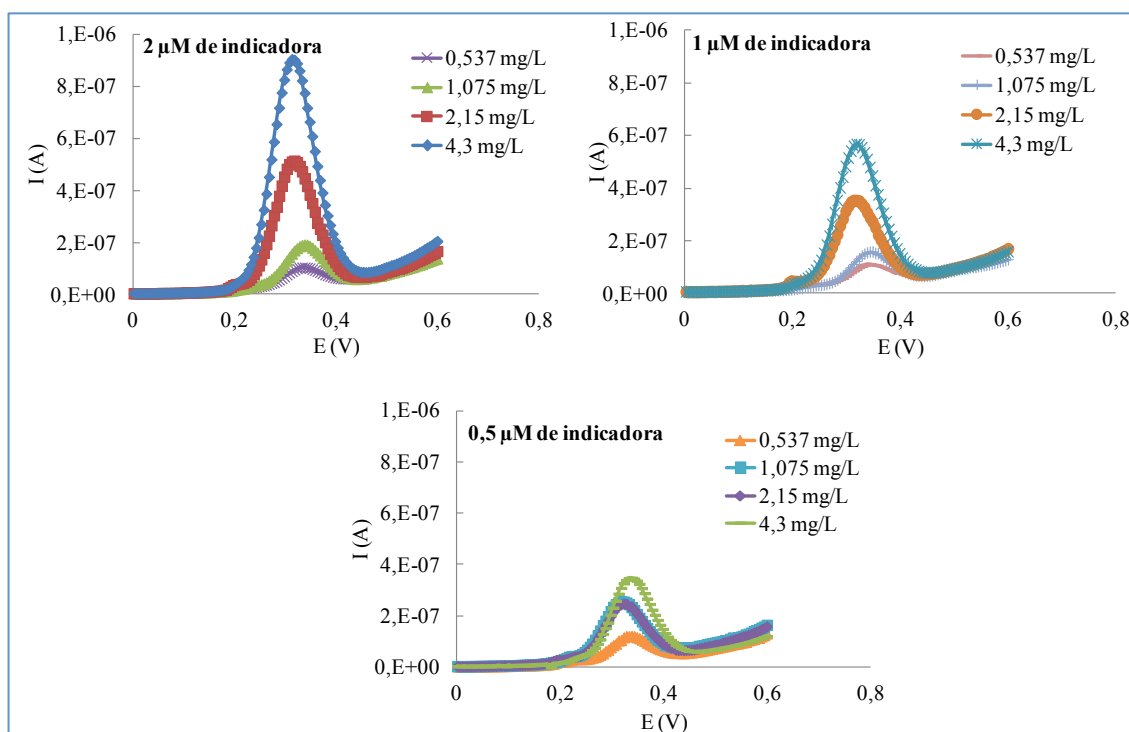 2 µM de indicadora
1,E-06
8,E-07
6,E-07
4,E-07
2,E-07
0,E+00
I (A)
0
0,2
0,4
0,6
0,8
E (V)
0,537 mg/L
1,075 mg/L
2,15 mg/L
4,3 mg/L
1 µM de indicadora
1,E-06
8,E-07
6,E-07
4,E-07
2,E-07
0,E+00
I (A)
0
0,2
0,4
0,6
0,8
E (V)
0,537 mg/L
1,075 mg/L
2,15 mg/L
4,3 mg/L
0,5 µM de indicadora
1,E-06
8,E-07
6,E-07
4,E-07
2,E-07
0,E+00
I (A)
0
0,2
0,4
0,6
0,8
E (V)
0,537 mg/L
1,075 mg/L
2,15 mg/L
4,3 mg/L